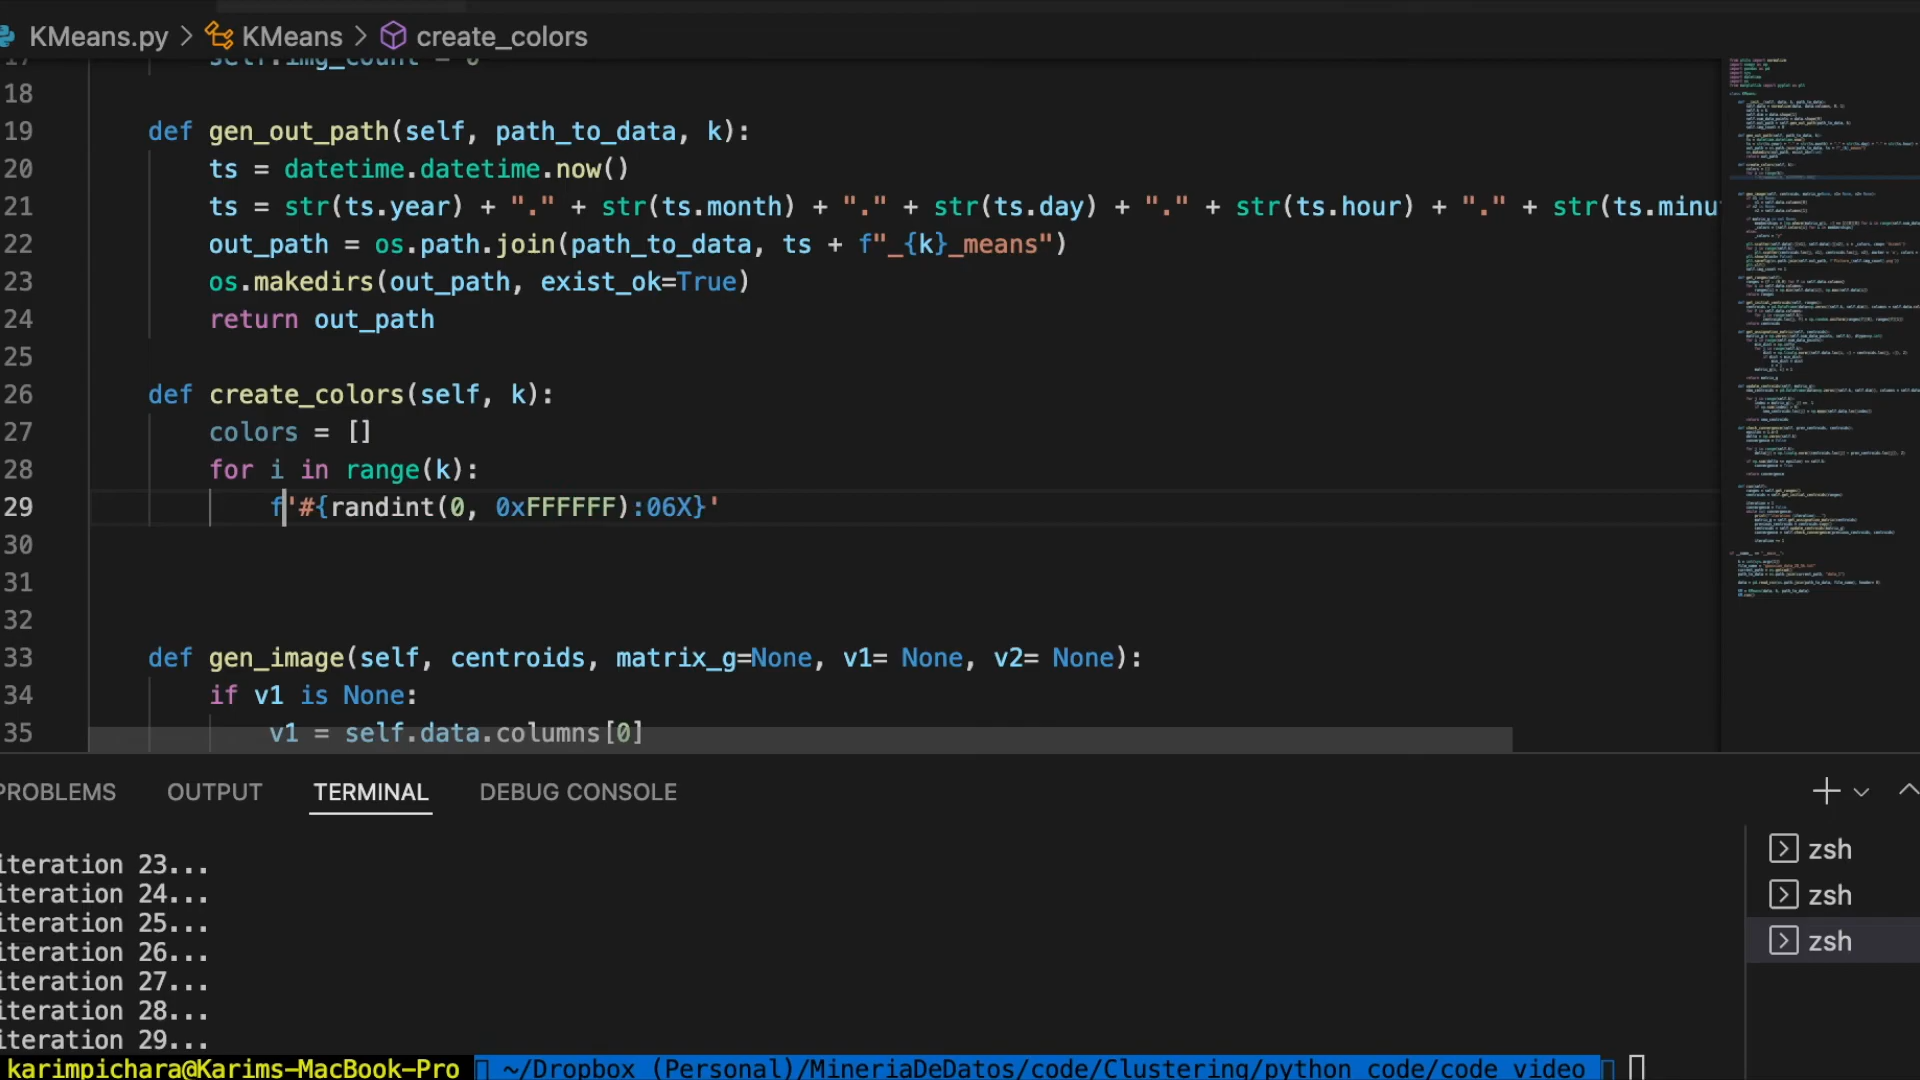 KMeans.py > KMeans > create_colors
17 self.img_count = 0
18
19 def gen_out_path(self, path_to_data, k):
20 ts = datetime.datetime.now()
21 ts = str(ts.year) + "." + str(ts.month) + "." + str(ts.day) + "." + str(ts.hour) + "." + str(ts.minu
22 out_path = os.path.join(path_to_data, ts + f"_{k}_means")
23 os.makedirs(out_path, exist_ok=True)
24 return out_path
25
26 def create_colors(self, k):
27 colors = []
28 for i in range(k):
29 f'#{randint(0, 0xFFFFFF):06X}'
30
31
32
33 def gen_image(self, centroids, matrix_g=None, v1= None, v2= None):
34 if v1 is None:
35 v1 = self.data.columns[0]
PROBLEMS OUTPUT TERMINAL DEBUG CONSOLE
iteration 23...
iteration 24...
iteration 25...
iteration 26...
iteration 27...
iteration 28...
iteration 29...
karimpichara@Karims-MacBook-Pro ~/Dropbox (Personal)/MineriaDeDatos/code/Clustering/python_code/code_video
zsh
zsh
zsh